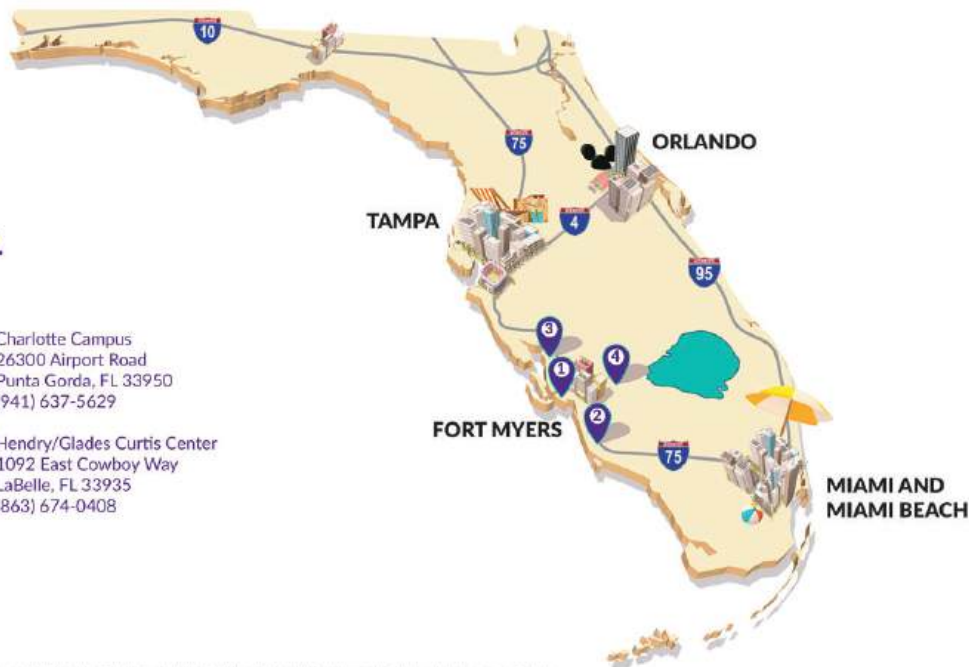 10
75
ORLANDO
TAMPA
4
95
Charlotte Campus
26300 Airport Road
Punta Gorda, FL 33950
(941) 637-5629
3
1
4
2
FORT MYERS
75
Hendry/Glades Curtis Center
1092 East Cowboy Way
LaBelle, FL 33935
(863) 674-0408
MIAMI AND
MIAMI BEACH